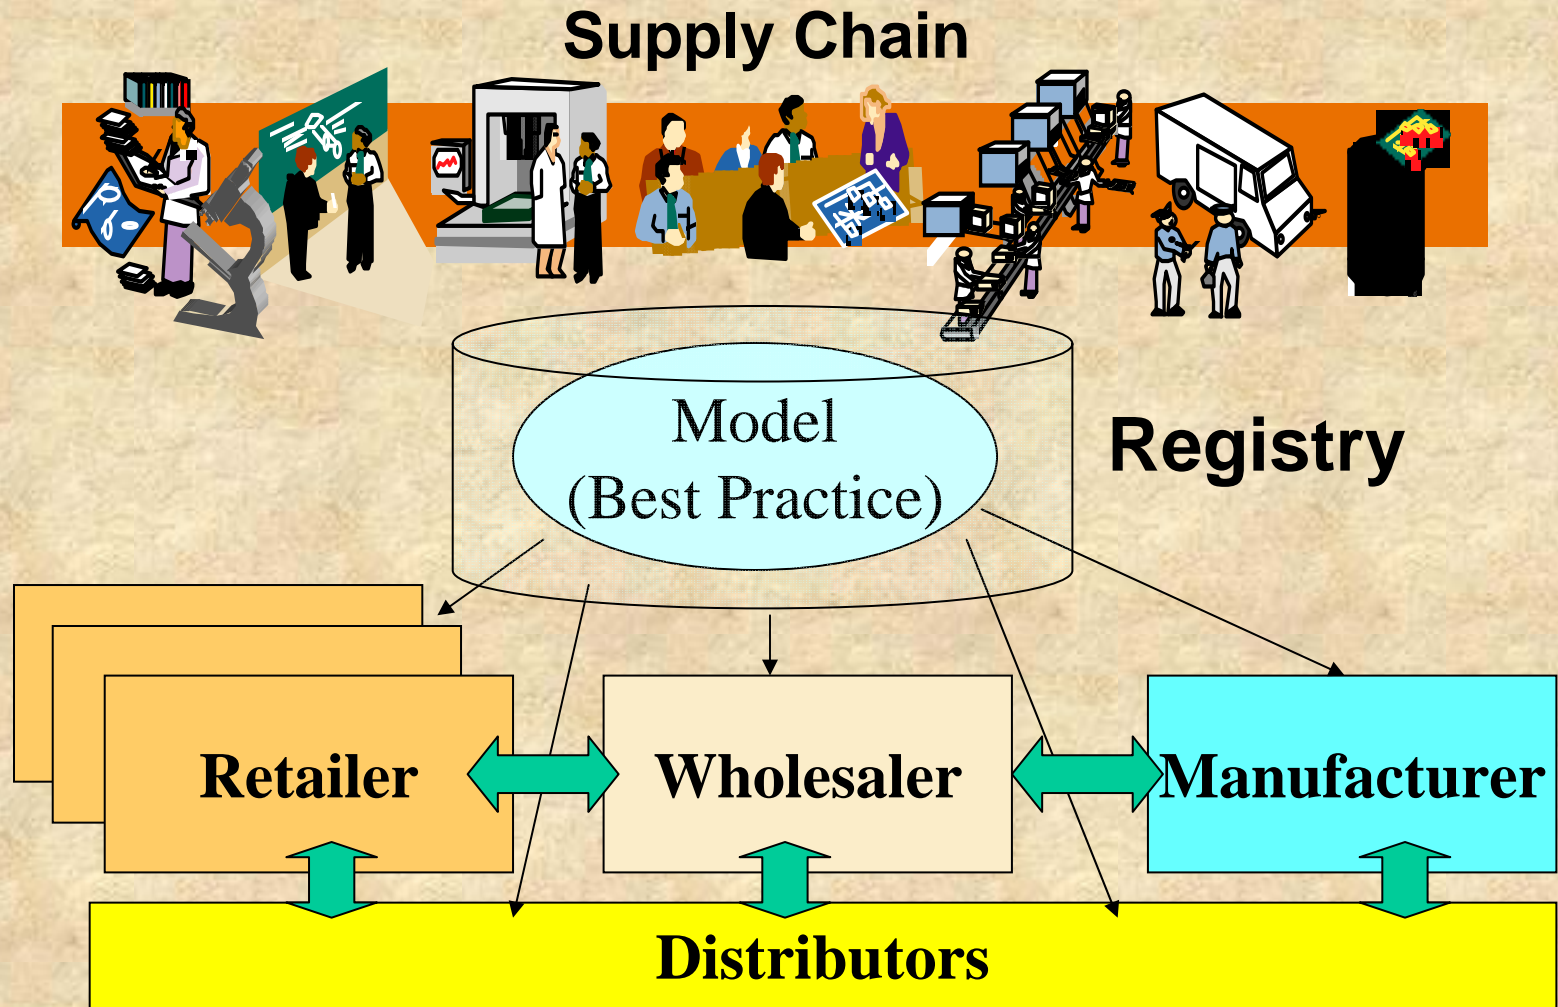 Supply Chain
Model
(Best Practice)
Registry
Retailer
Wholesaler
Manufacturer
Distributors